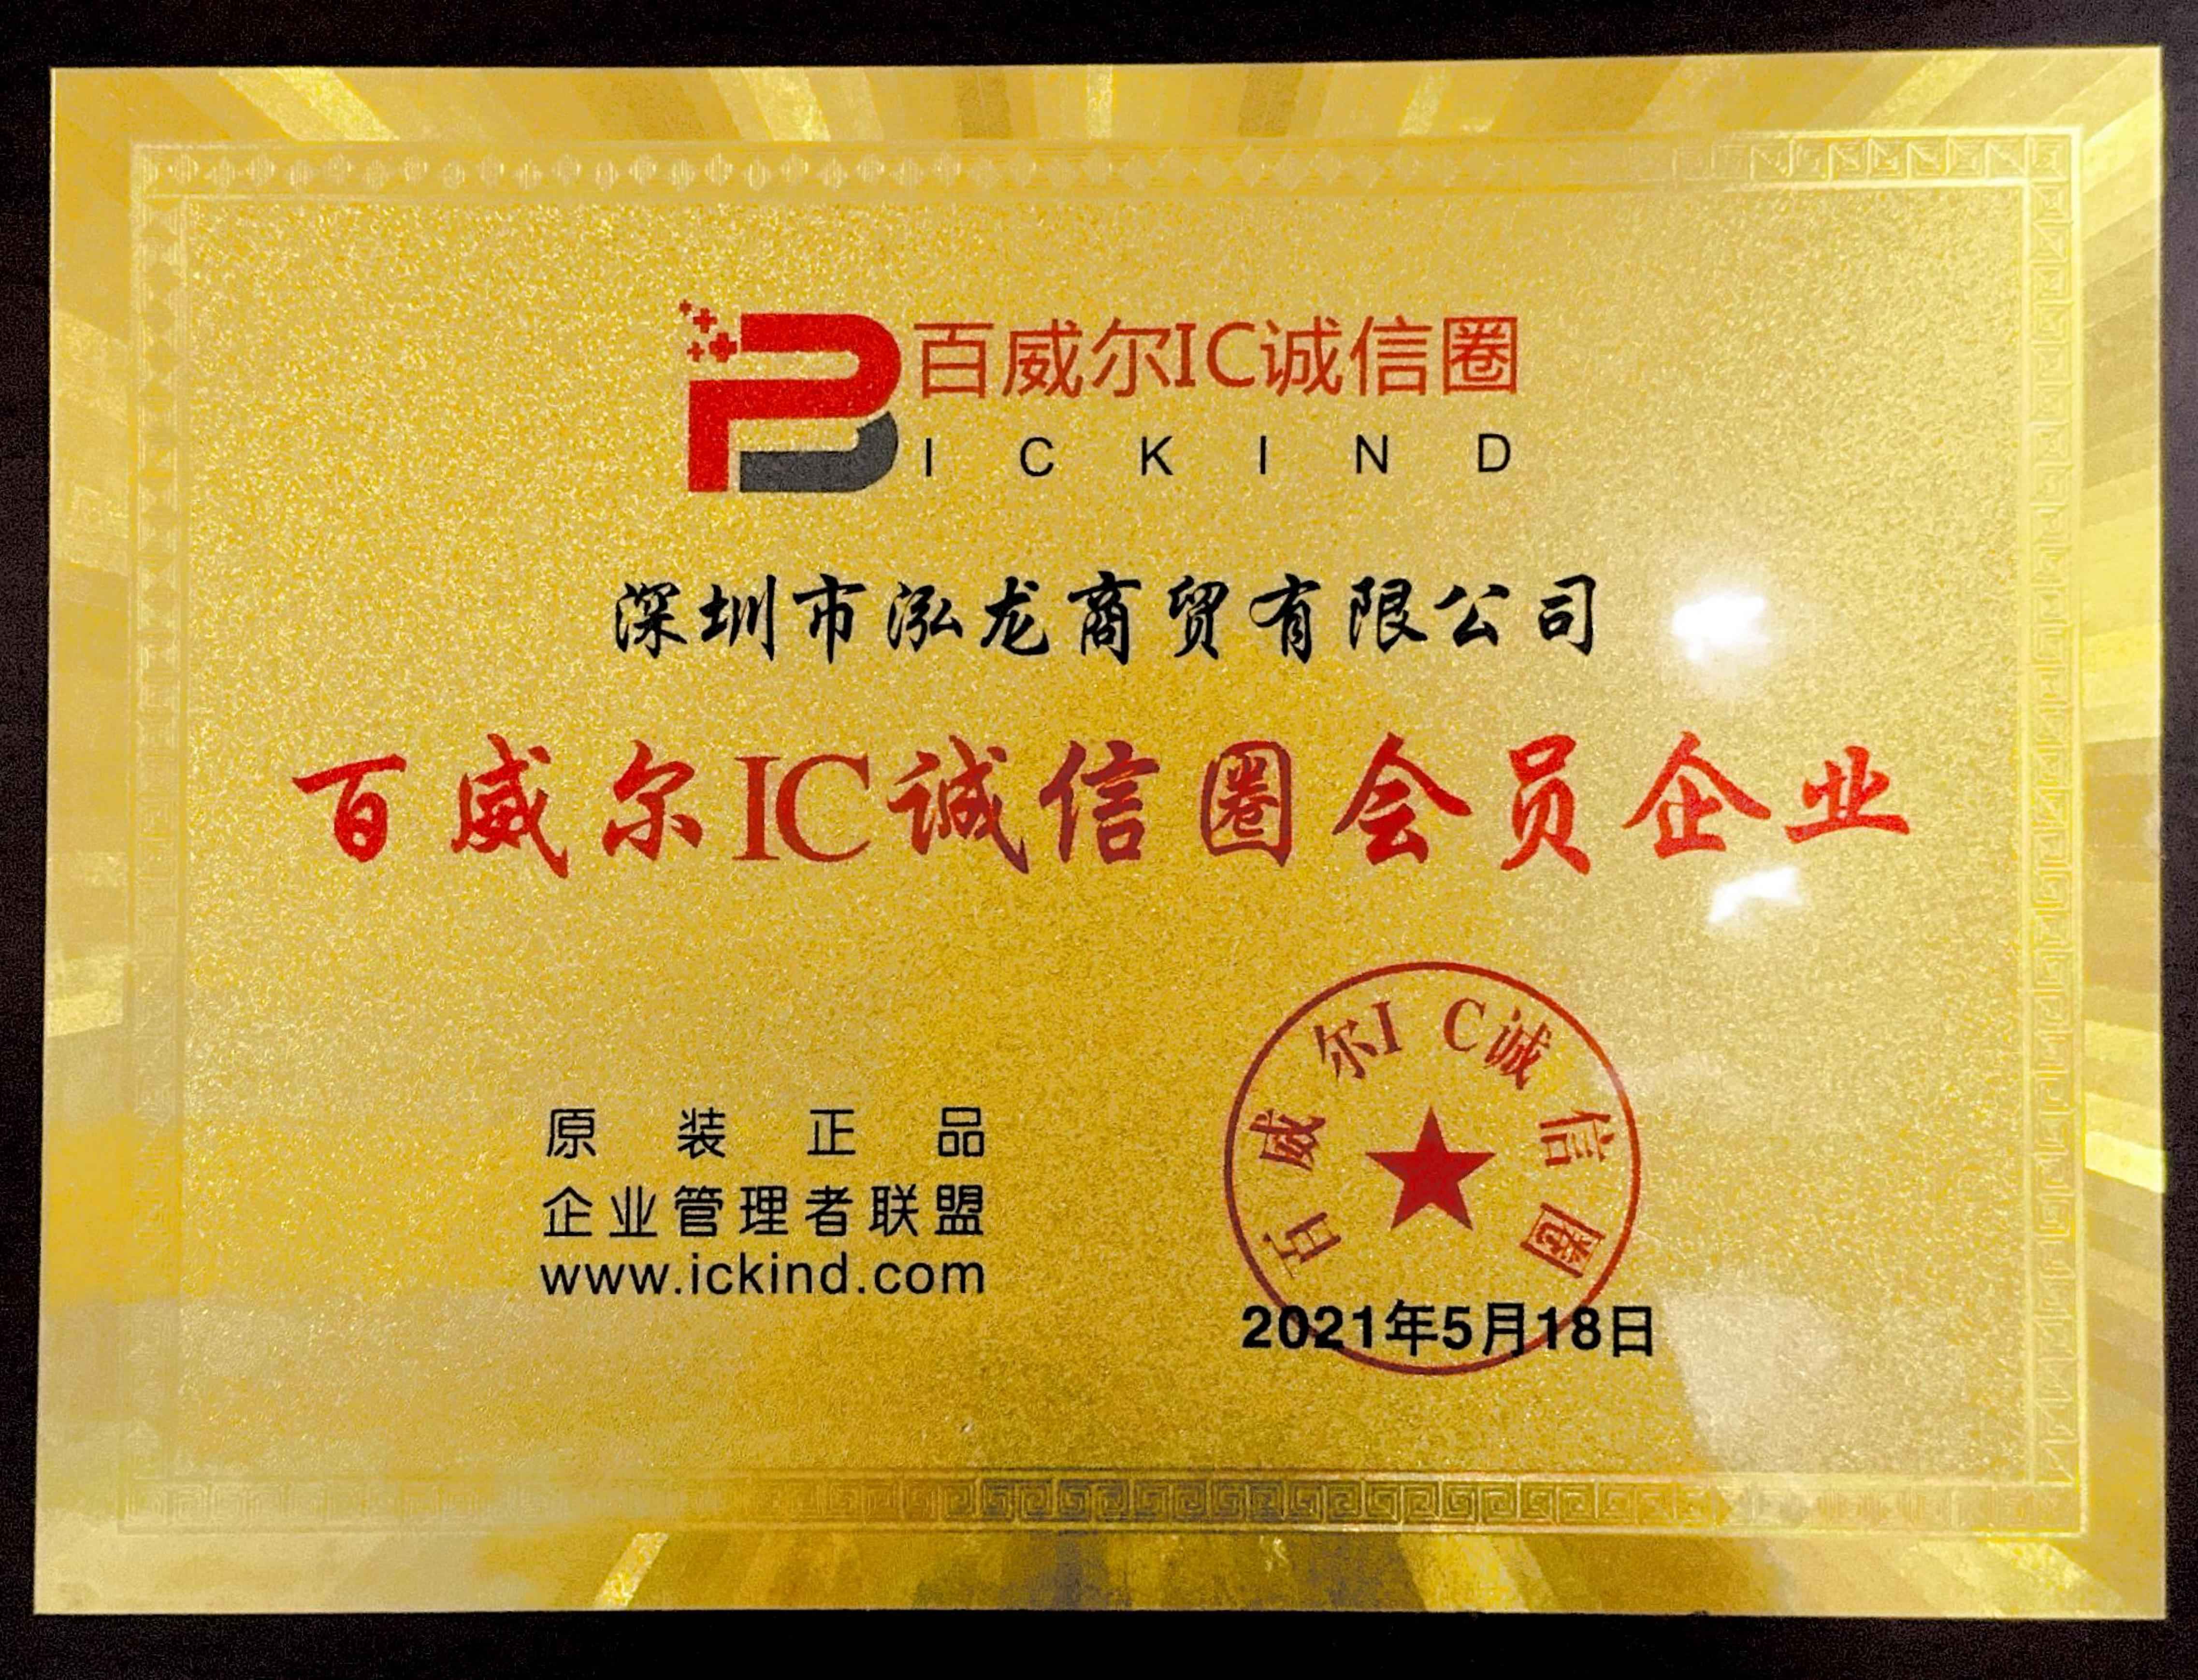 百威尔IC诚信圈
ICKIND
深圳市泓龙商贸有限公司
百威尔IC诚信圈会员企业
原装正品
企业管理者联盟
www.ickind.com
百威尔IC诚信圈
2021年5月18日